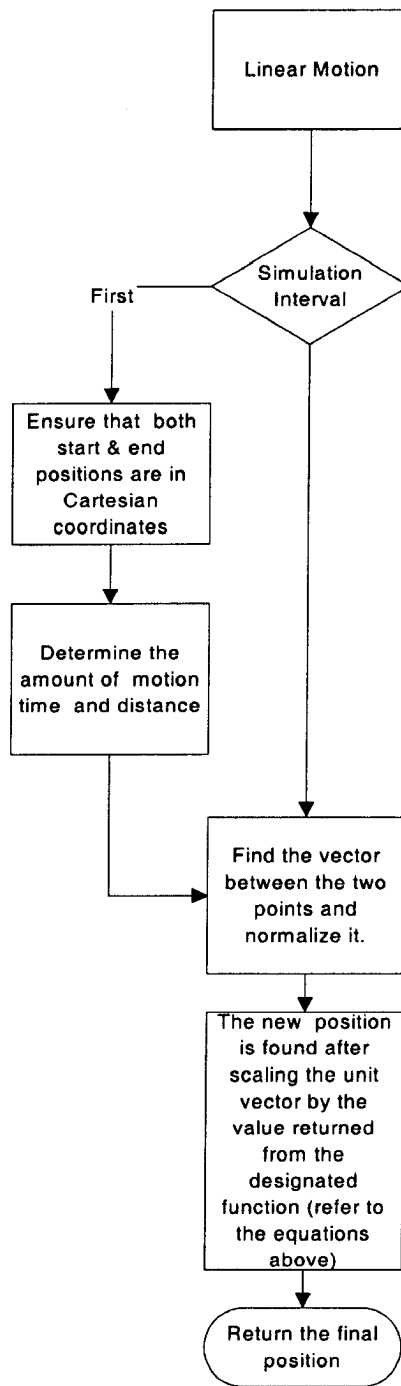 Linear Motion
Simulation
Interval
First
Ensure that both
start & end
positions are in
Cartesian
coordinates
Determine the
amount of motion
time and distance
Find the vector
between the two
points and
normalize it.
The new position
is found after
scaling the unit
vector by the
value returned
from the
designated
function (refer to
the equations
above)
Return the final
position